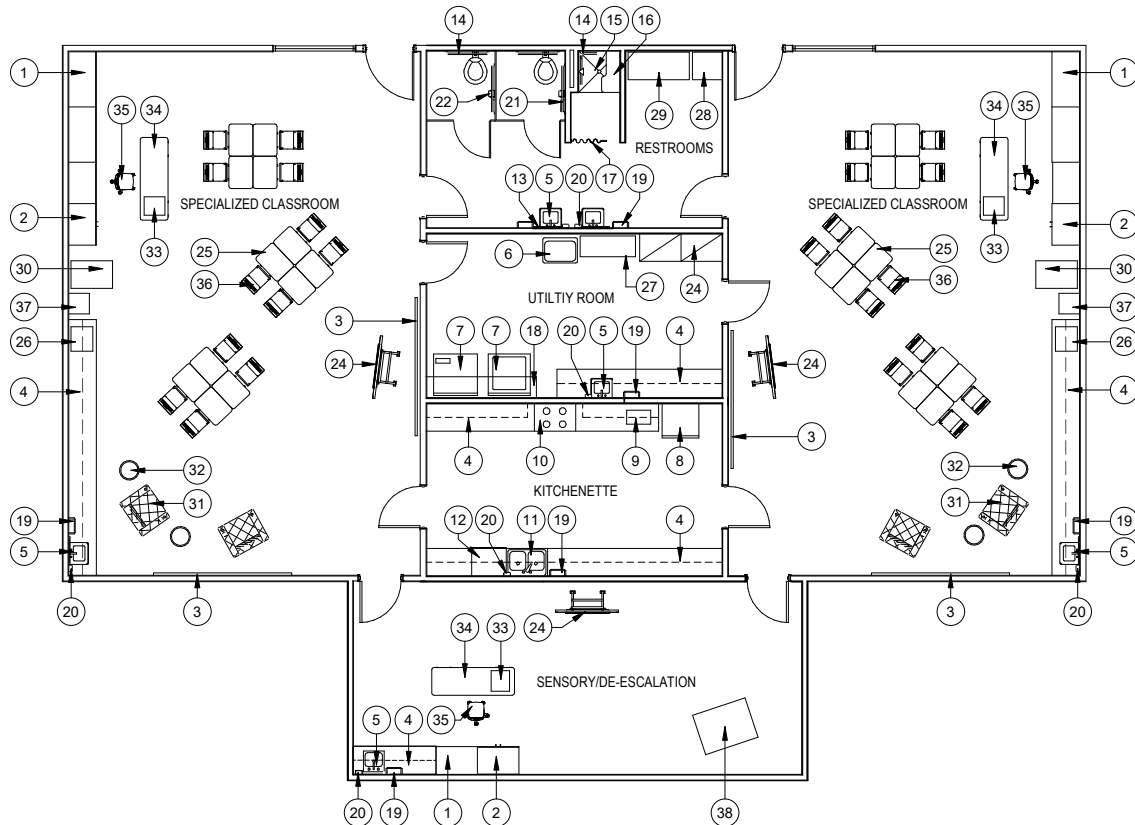 14 15 14 16
1 35 34 22 21 29 28 34 35 1
RESTROOMS
2 33 13 5 20 17 19 33 2
SPECIALIZED CLASSROOM SPECIALIZED CLASSROOM
25 6 27 24 25
30 36 36 30
UTILTIY ROOM
37 3 37
26 7 7 18 20 5 19 4 26
4 24 24 4
4 10 9 8 3
32 KITCHENETTE 32
31 31
19 12 20 11 19 4 19
5 5
20 3 24 3 20
34 33
SENSORY/DE-ESCALATION
5 4 35
20 19 1 2 38